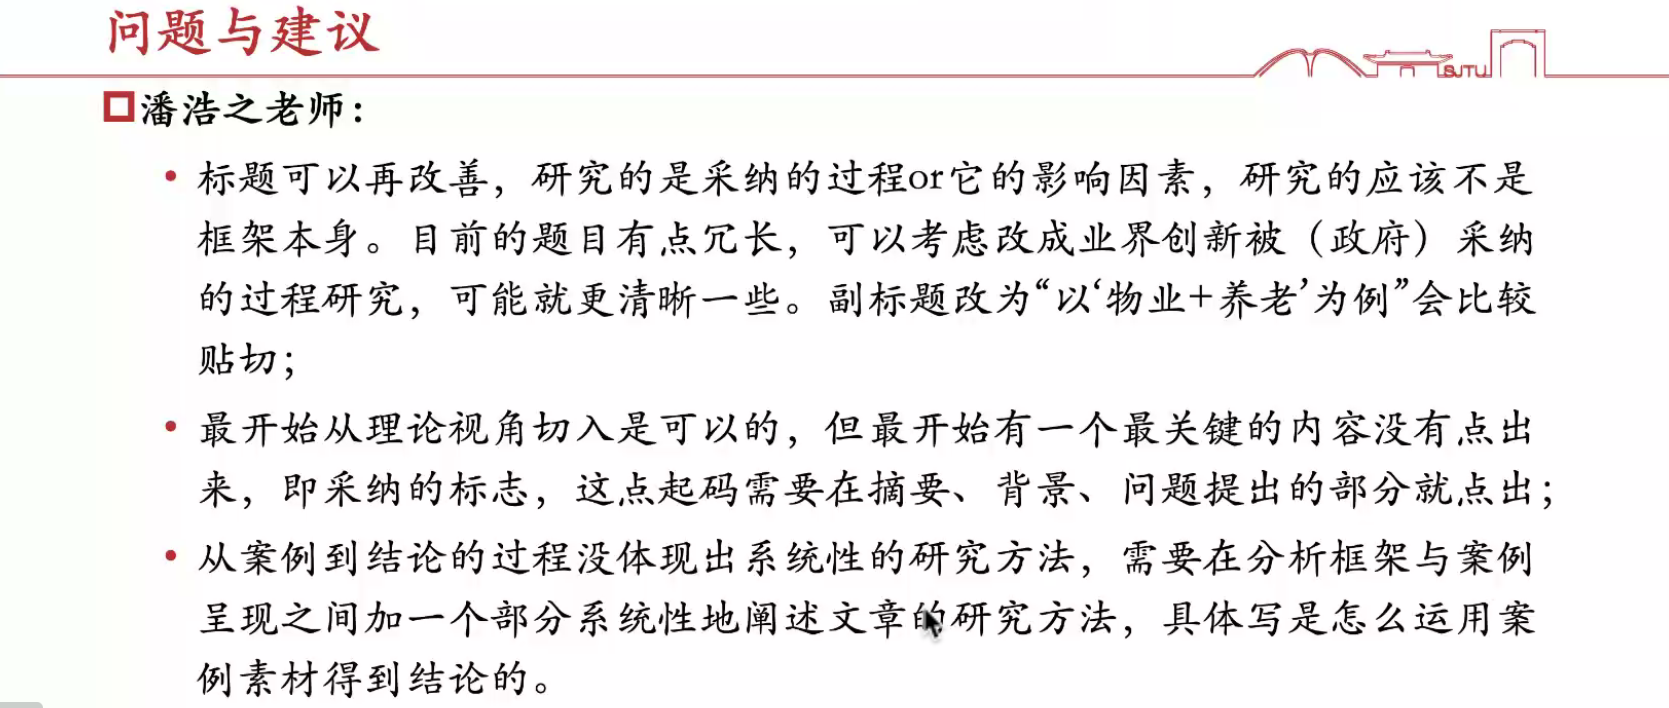 问题与建议
SJTU
潘浩之老师：
• 标题可以再改善，研究的是采纳的过程or它的影响因素，研究的应该不是
框架本身。目前的题目有点冗长，可以考虑改成业界创新被（政府）采纳
的过程研究，可能就更清晰一些。副标题改为“以‘物业+养老’为例”会比较
贴切；
• 最开始从理论视角切入是可以的，但最开始有一个最关键的内容没有点出
来，即采纳的标志，这点起码需要在摘要、背景、问题提出的部分就点出；
• 从案例到结论的过程没体现出系统性的研究方法，需要在分析框架与案例
呈现之间加一个部分系统性地阐述文章的研究方法，具体写是怎么运用案
例素材得到结论的。